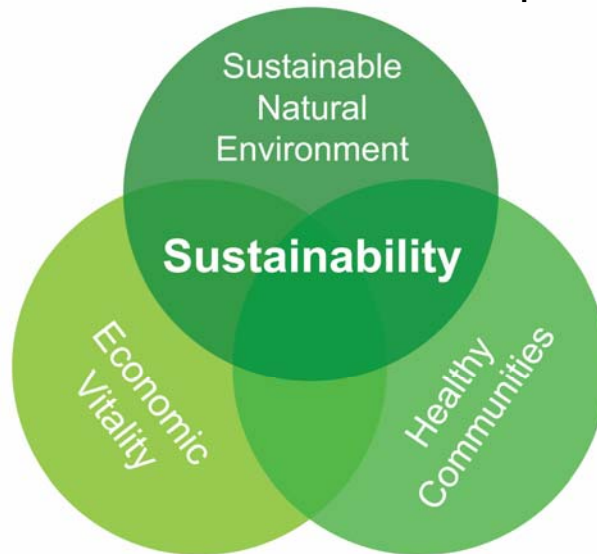 Sustainable
Natural
Environment
Sustainability
Economic
Vitality
Healthy
Communities